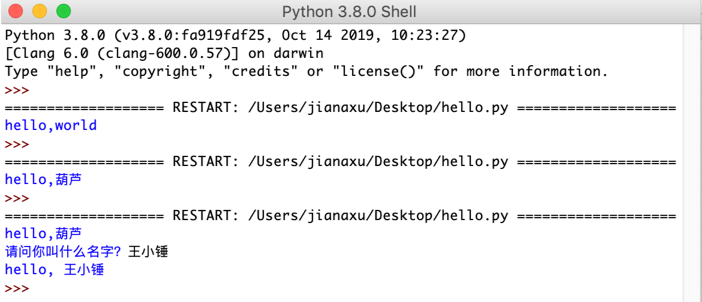 Python 3.8.0 Shell
Python 3.8.0 (v3.8.0:fa919fdf25, Oct 14 2019, 10:23:27)
[Clang 6.0 (clang-600.0.57)] on darwin
Type "help", "copyright", "credits" or "license()" for more information.
>>>
=================== RESTART: /Users/jianaxu/Desktop/hello.py ===================
hello,world
>>>
=================== RESTART: /Users/jianaxu/Desktop/hello.py ===================
hello,葫芦
>>>
=================== RESTART: /Users/jianaxu/Desktop/hello.py ===================
hello,葫芦
请问你叫什么名字? 王小锤
hello, 王小锤
>>>